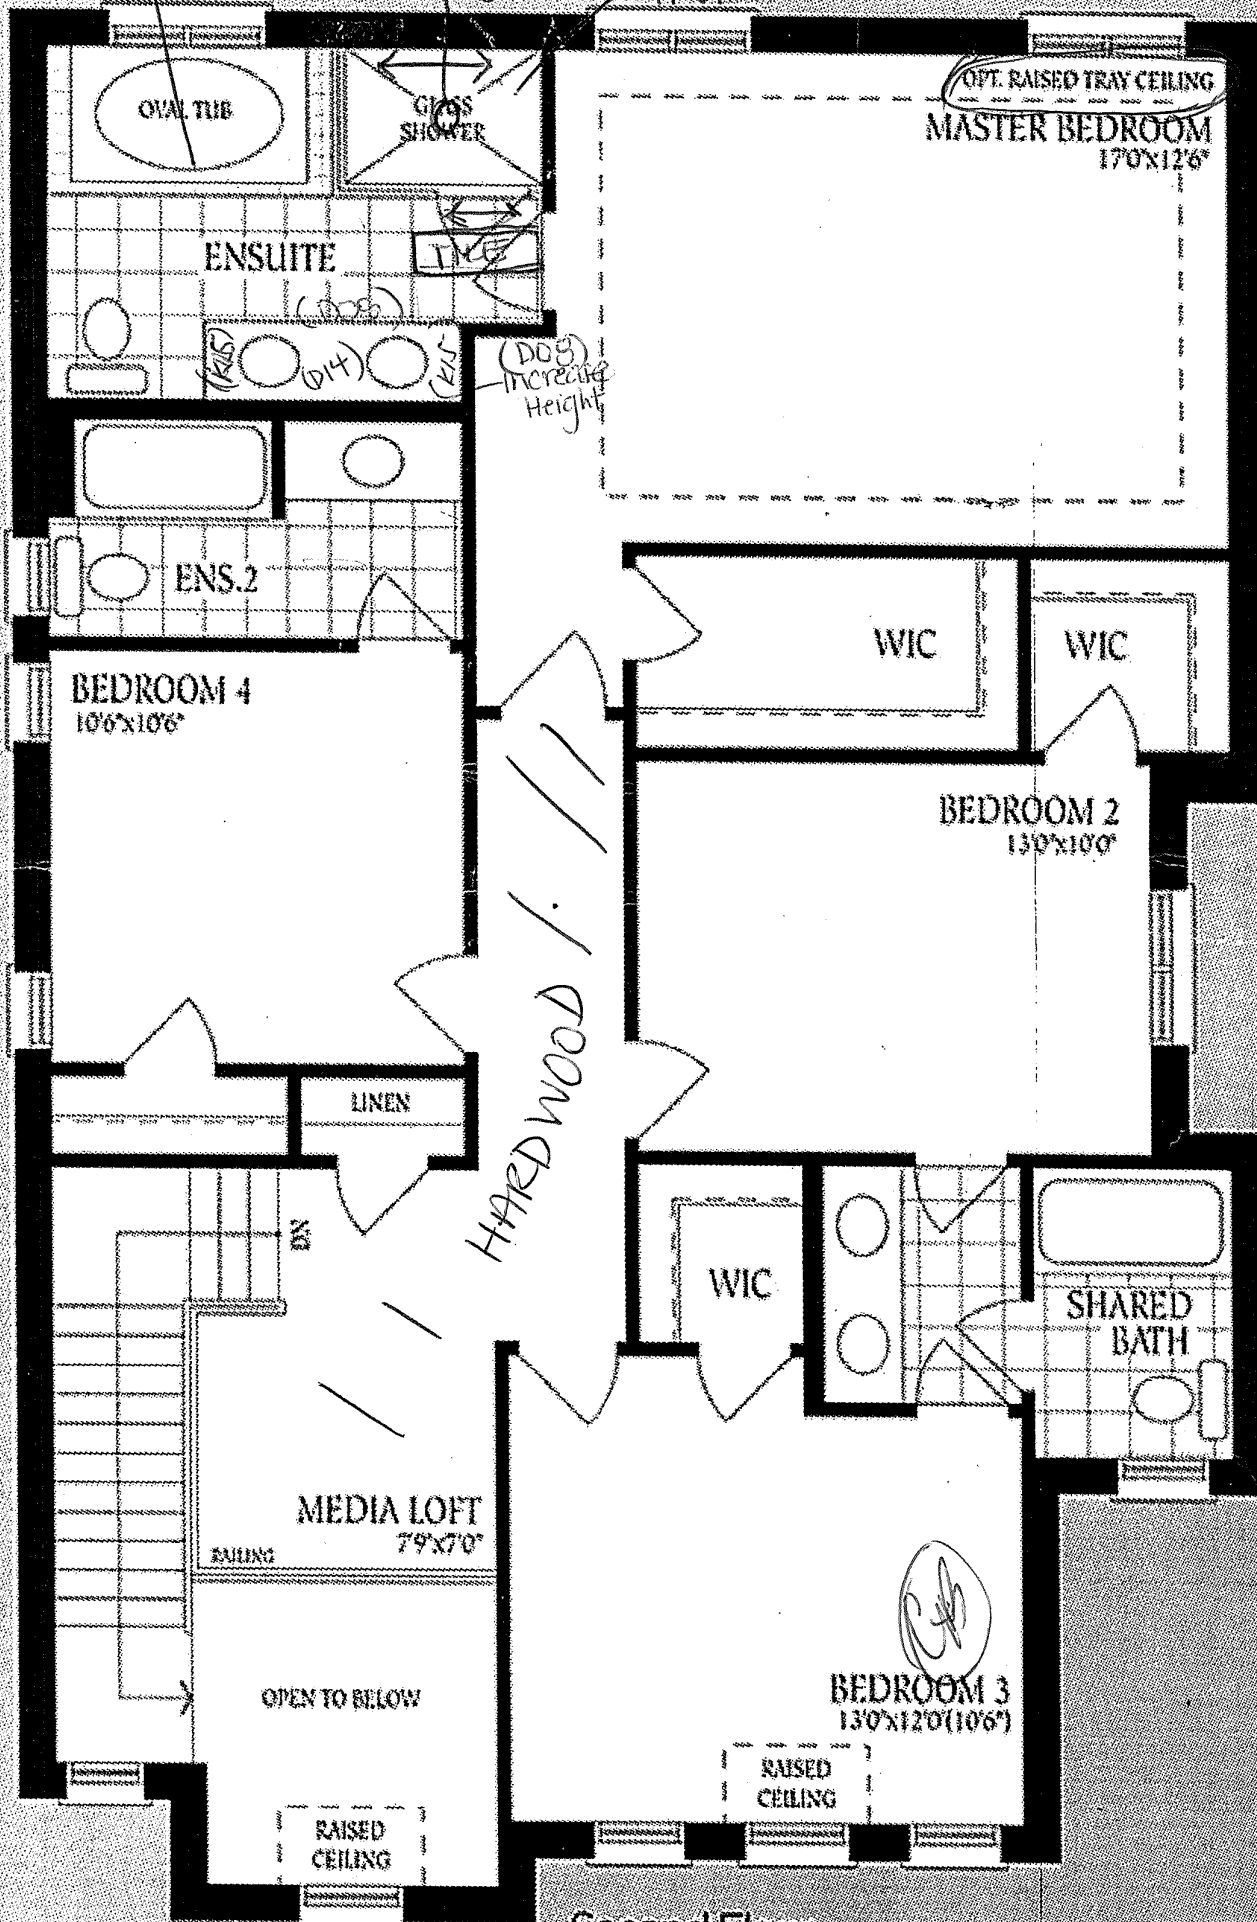 OPT. RAISED TRAY CEILING
MASTER BEDROOM
17'0"x12'6"
OVAL TUB
GLASS
SHOWER
ENSUITE
(D08)
(K15)
(D14)
(K15)
(D08)
Increase
Height
ENS.2
WIC
WIC
BEDROOM 4
10'6"x10'6"
BEDROOM 2
13'0"x10'0"
HARDWOOD
LINEN
DN
WIC
SHARED
BATH
MEDIA LOFT
7'9"x7'0"
RAILING
OPEN TO BELOW
BEDROOM 3
13'0"x12'0"(10'6")
RAISED
CEILING
RAISED
CEILING